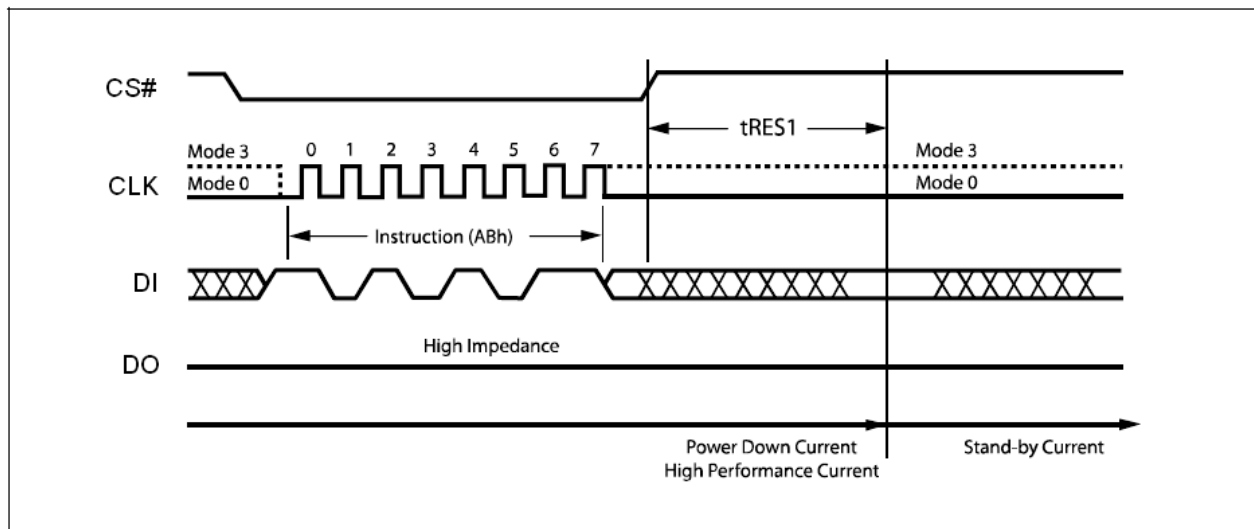 CS#
tRES1
Mode 3
0 1 2 3 4 5 6 7
Mode 3
CLK
Mode 0
Mode 0
Instruction (ABh)
DI
High Impedance
DO
Power Down Current
High Performance Current
Stand-by Current